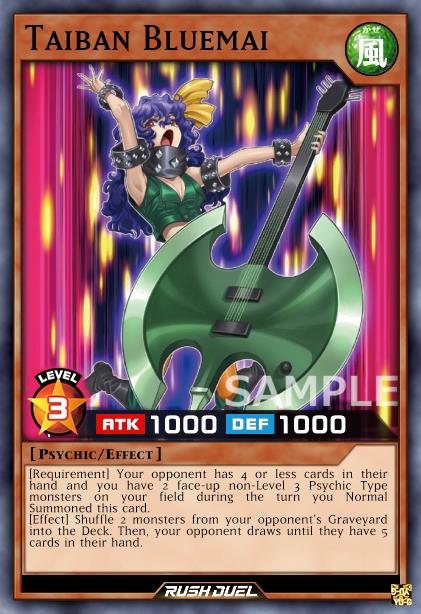 Taiban Bluemai
かぜ
風
SAMPLE
LEVEL
3
ATK 1000 DEF 1000
[Psychic/Effect]
[Requirement] Your opponent has 4 or less cards in their
hand and you have 2 face-up non-Level 3 Psychic Type
monsters on your field during the turn you Normal
Summoned this card.
[Effect] Shuffle 2 monsters from your opponent's Graveyard
into the Deck. Then, your opponent draws until they have 5
cards in their hand.
RUSH DUEL